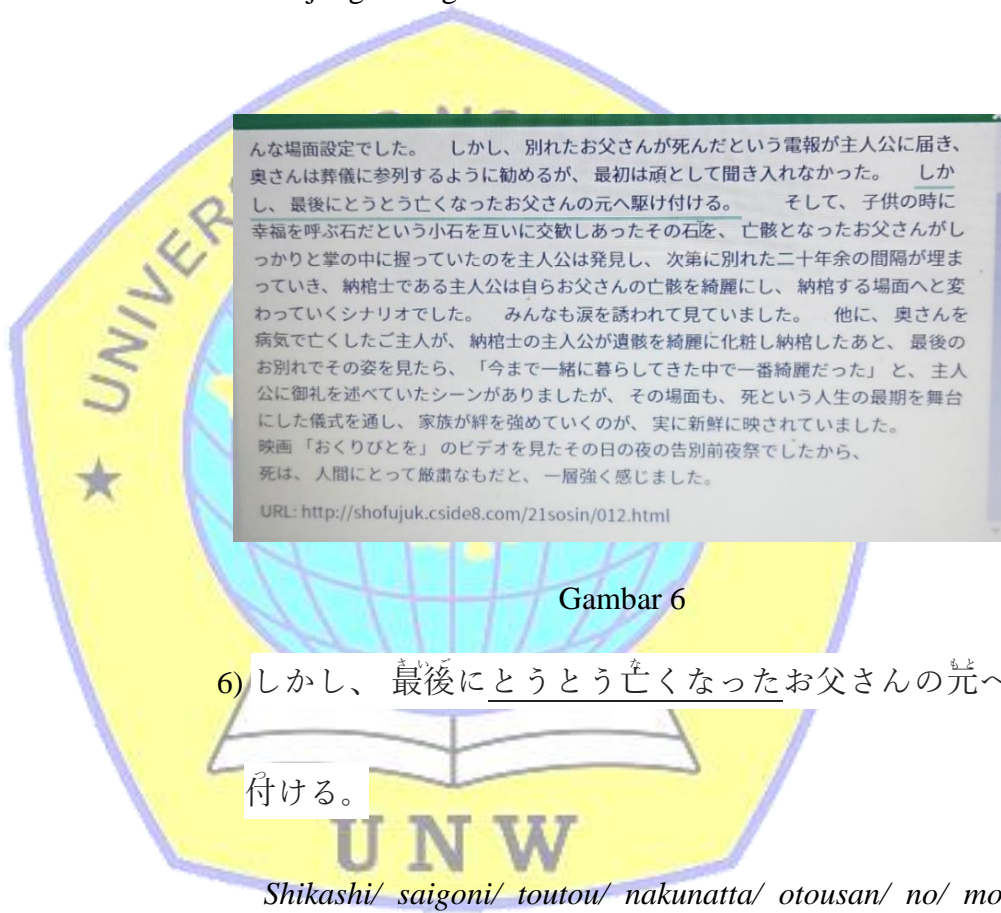 んな場面設定でした。 しかし、別れたお父さんが死んだという電報が主人公に届き、
奥さんは葬儀に参列するように勧めるが、最初は頑として聞き入れなかった。 しか
し、最後にとうとう亡くなったお父さんの元へ駆け付ける。 そして、子供の時に
幸福を呼ぶ石だという小石を互いに交歓しあったその石を、亡骸となったお父さんがし
っかりと掌の中に握っていたのを主人公は発見し、次第に別れた二十年余の間隔が埋ま
っていき、納棺士である主人公は自らお父さんの亡骸を綺麗にし、納棺する場面へと変
わっていくシナリオでした。 みんなも涙を誘われて見ていました。 他に、奥さんを
病気で亡くしたご主人が、納棺士の主人公が遺骸を綺麗に化粧し納棺したあと、最後の
お別れでその姿を見たら、「今まで一緒に暮らしてきた中で一番綺麗だった」と、主人
公に御礼を述べていたシーンがありましたが、その場面も、死という人生の最期を舞台
にした儀式を通し、家族が絆を強めていくのが、実に新鮮に映されていました。
映画「おくりびとを」のビデオを見たその日の夜の告別前夜祭でしたから、
死は、人間にとって厳粛なもだと、一層強く感じました。
URL: http://shofujuk.cside8.com/21sosin/012.html
Gambar 6
さいご な もと
6) しかし、最後にとうとう亡くなったお父さんの元へ
つ
付ける。
UNW
Shikashi/ saigoni/ toutou/ nakunatta/ otousan/ no/ mo